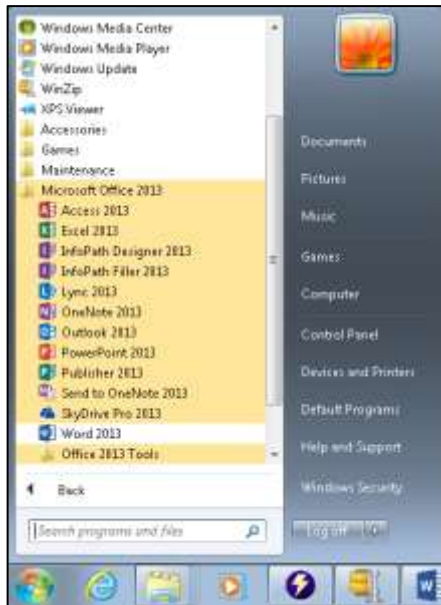 Windows Media Center
Windows Media Player
Windows Update
WinZip
XPS Viewer
Accessories
Games
Maintenance
Microsoft Office 2013
Access 2013
Excel 2013
InfoPath Designer 2013
InfoPath Filler 2013
Lync 2013
OneNote 2013
Outlook 2013
PowerPoint 2013
Publisher 2013
Send to OneNote 2013
SkyDrive Pro 2013
Word 2013
Office 2013 Tools
Back
Search programs and files
Documents
Pictures
Music
Games
Computer
Control Panel
Devices and Printers
Default Programs
Help and Support
Windows Security
Log off